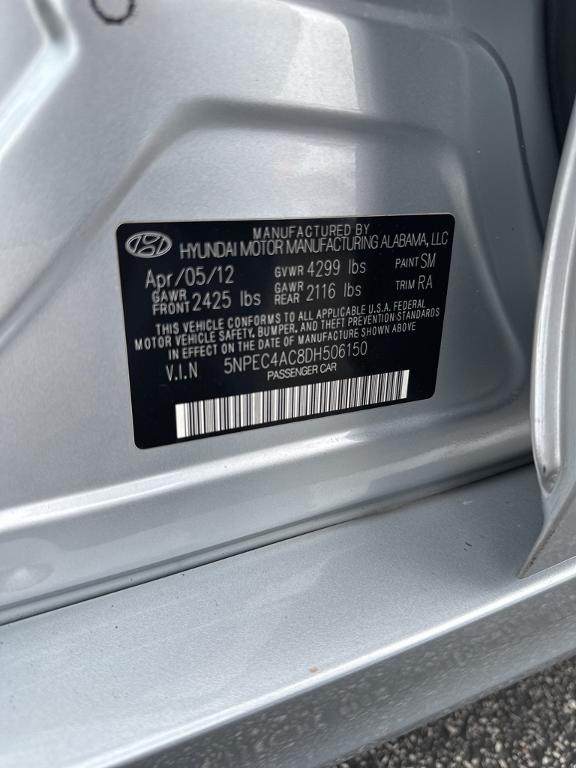 MANUFACTURED BY
HYUNDAI MOTOR MANUFACTURING ALABAMA, LLC
Apr/05/12 GVWR 4299 lbs PAINT SM
GAWR FRONT 2425 lbs GAWR REAR 2116 lbs TRIM RA
THIS VEHICLE CONFORMS TO ALL APPLICABLE U.S.A. FEDERAL
MOTOR VEHICLE SAFETY, BUMPER, AND THEFT PREVENTION STANDARDS
IN EFFECT ON THE DATE OF MANUFACTURE SHOWN ABOVE
V.I.N 5NPEC4AC8DH506150
PASSENGER CAR